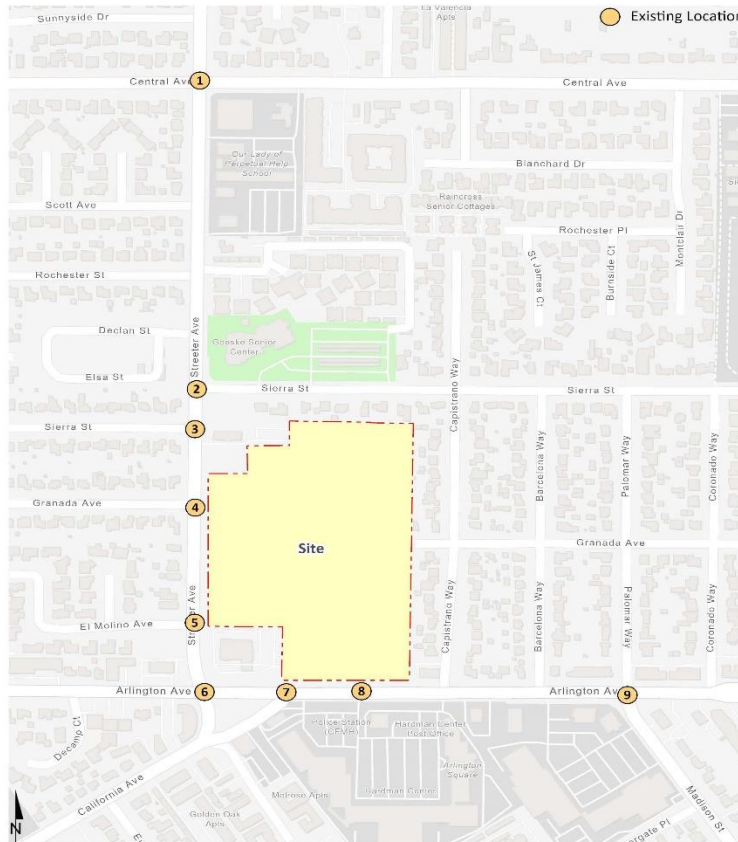 Sunnyside Dr
La Valencia
Apts
Existing Location
Central Ave
1
Central Ave
Our Lady of
Perpetual Help
School
Blanchard Dr
Scott Ave
Raincross
Senior Cottages
Rochester Pl
St James Ct
Burnside Ct
Montclair Dr
Rochester St
Declan St
Streeter Ave
Goeske Senior
Center
Elsa St
2
Sierra St
Sierra St
Capistrano Way
3
Sierra St
Barcelona Way
Palomar Way
Coronado Way
4
Granada Ave
Site
Granada Ave
5
El Molino Ave
Capistrano Way
Barcelona Way
Palomar Way
Coronado Way
Arlington Ave
6
7
8
Arlington Ave
9
Decamp Ct
Police Station
Hardman Center
Post Office
Arlington
Square
Hardman Center
California Ave
Melrose Apts
Golden Oak
Apts
Madison St
N